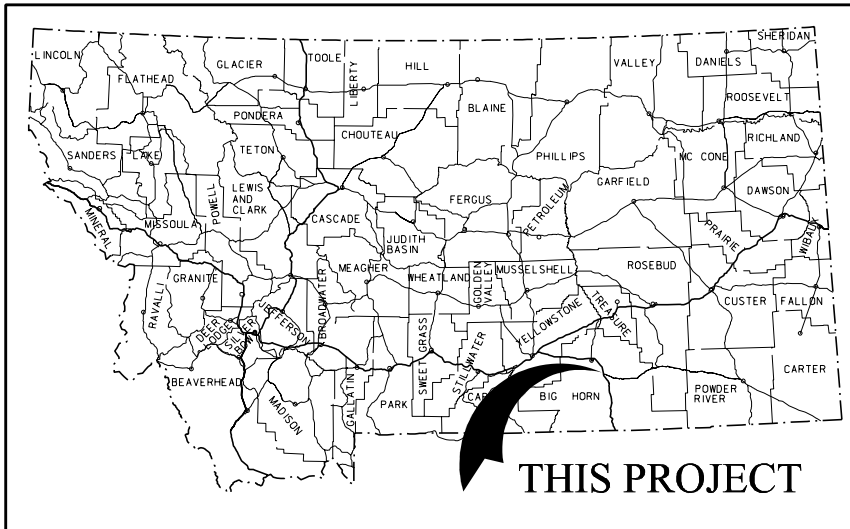 LINCOLN
FLATHEAD
GLACIER
TOOLE
LIBERTY
HILL
BLAINE
VALLEY
DANIELS
SHERIDAN
ROOSEVELT
PONDERA
CHOUTEAU
PHILLIPS
RICHLAND
SANDERS
LAKE
TETON
MC CONE
GARFIELD
DAWSON
POWELL
LEWIS
AND
CLARK
FERGUS
PETROLEUM
MINERAL
MISSOULA
CASCADE
JUDITH
BASIN
PRAIRIE
WIBAUX
GRANITE
BROADWATER
MEAGHER
WHEATLAND
GOLDEN
VALLEY
MUSSELSHELL
ROSEBUD
CUSTER
FALLON
RAVALLI
DEER
LODGE
SILVER
BOW
JEFFERSON
SWEET GRASS
STILLWATER
YELLOWSTONE
TREASURE
BEAVERHEAD
MADISON
GALLATIN
PARK
BIG HORN
POWDER
RIVER
CARTER
THIS PROJECT